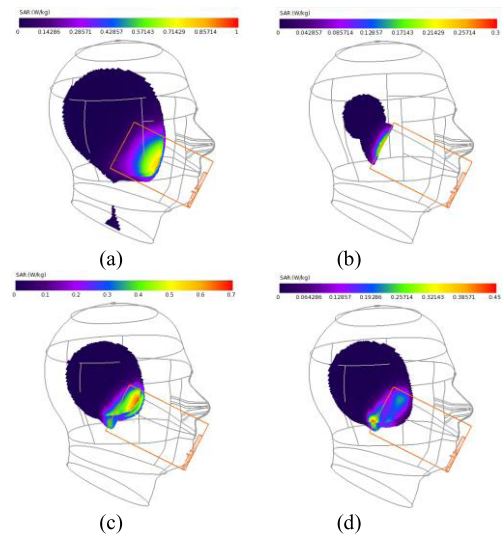 SAR (W/kg)
0 0.14286 0.28571 0.42857 0.57143 0.71429 0.85714 1
(a)
SAR (W/kg)
0 0.042857 0.085714 0.12857 0.17143 0.21429 0.25714 0.3
(b)
SAR (W/kg)
0 0.1 0.2 0.3 0.4 0.5 0.6 0.7
(c)
SAR (W/kg)
0 0.064286 0.12857 0.19286 0.25714 0.32143 0.38571 0.45
(d)